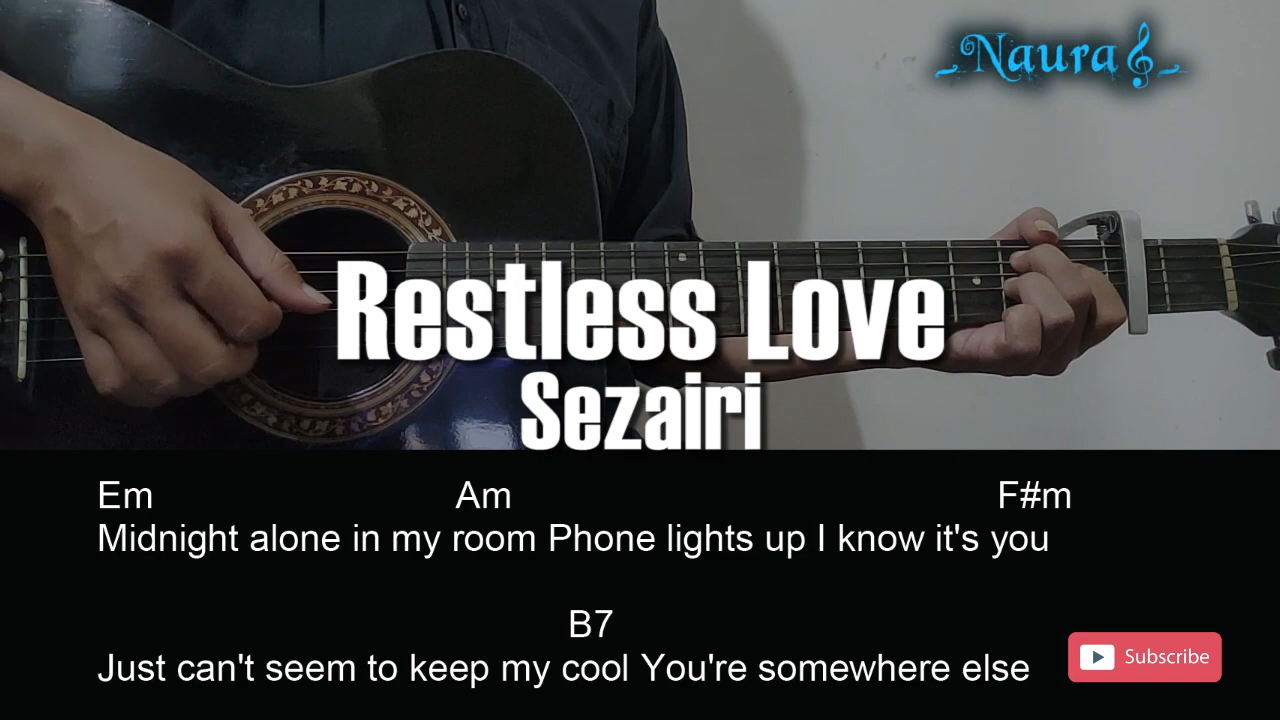 Naura
Restless Love
Sezairi
Em Am F#m
Midnight alone in my room Phone lights up I know it's you
B7
Just can't seem to keep my cool You're somewhere else
Subscribe